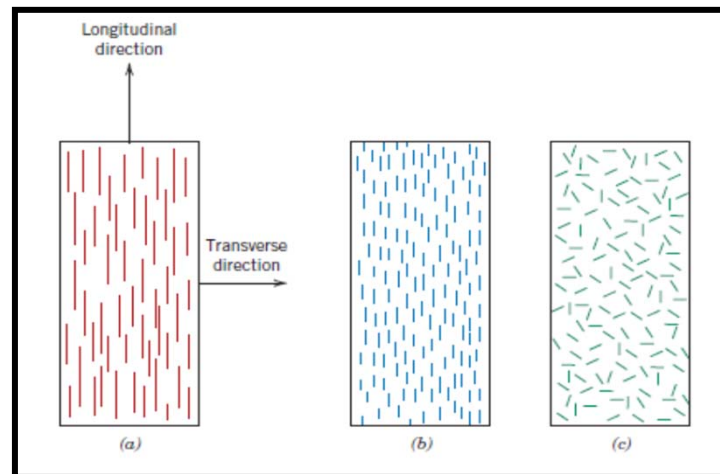 Longitudinal
direction
Transverse
direction
(a)
(b)
(c)